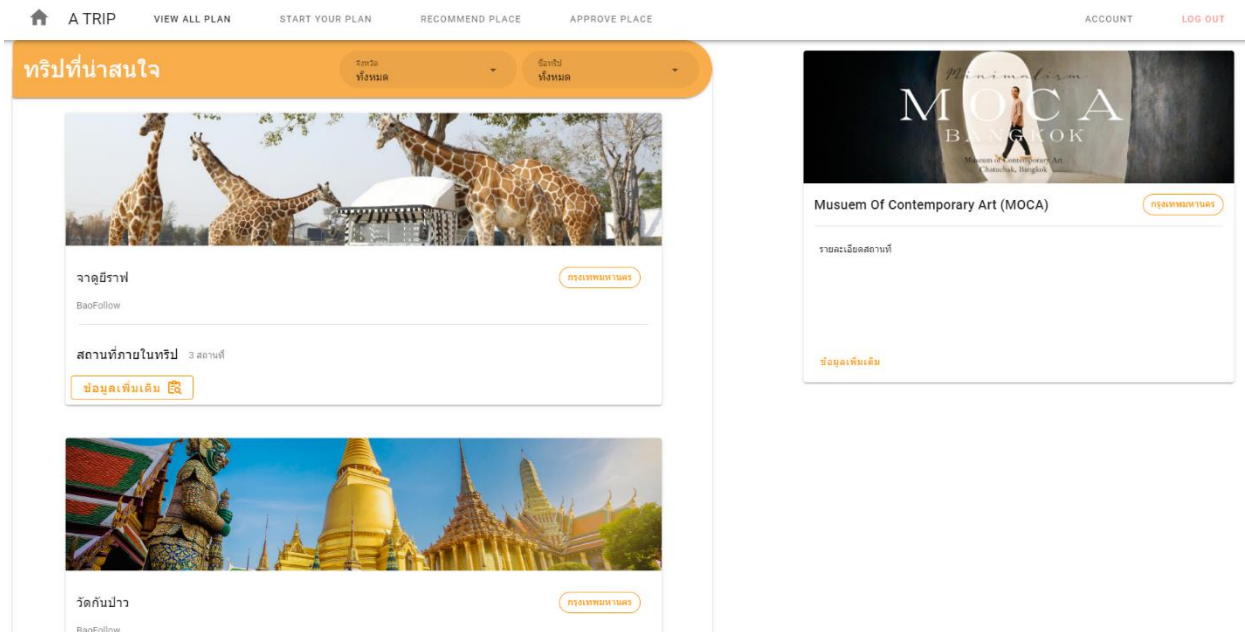 A TRIP
VIEW ALL PLAN
START YOUR PLAN
RECOMMEND PLACE
APPROVE PLACE
ACCOUNT
LOG OUT
ทริปที่น่าสนใจ
จังหวัด
ทั้งหมด
ชื่อทริป
ทั้งหมด
จาดูยีราฟ
กรุงเทพมหานคร
BaoFollow
สถานที่ภายในทริป 3 สถานที่
ข้อมูลเพิ่มเติม
วัดกันป่าว
กรุงเทพมหานคร
BaoFollow
Minimalism
MOCA
BANGKOK
Museum of Contemporary Art
Chatuchak, Bangkok
Musuem Of Contemporary Art (MOCA)
กรุงเทพมหานคร
รายละเอียดสถานที่
ข้อมูลเพิ่มเติม